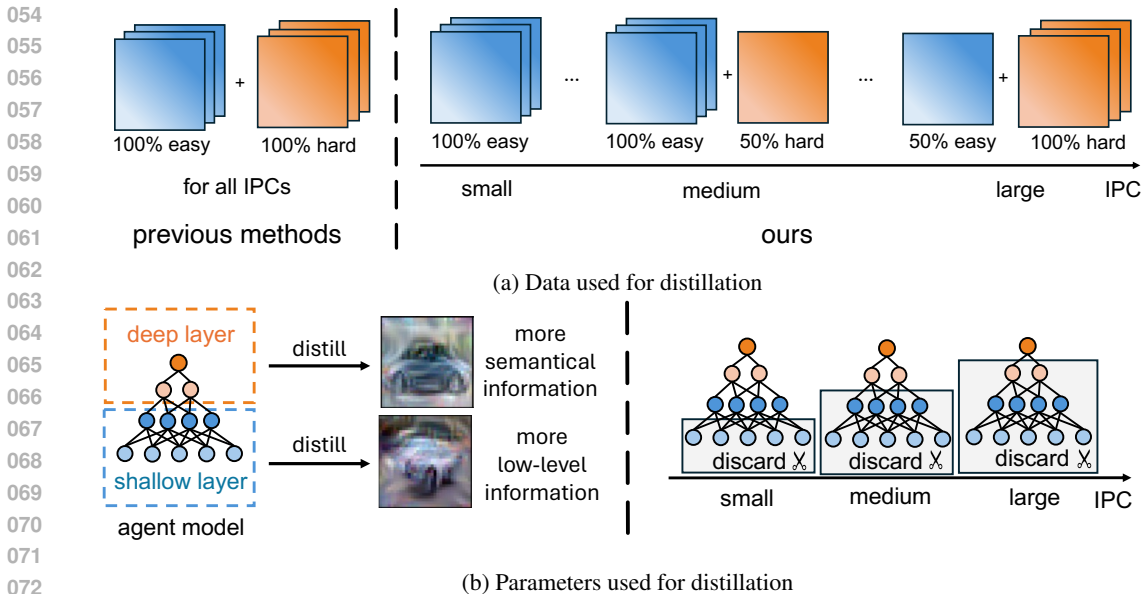 054
055
056
057
058
059
060
061
062
063
064
065
066
067
068
069
070
071
072
+
100% easy
100% hard
for all IPCs
previous methods
...
+
...
+
100% easy
100% easy
50% hard
50% easy
100% hard
small
medium
large
IPC
ours
(a) Data used for distillation
deep layer
shallow layer
agent model
distill
more
semantical
information
distill
more
low-level
information
discard
discard
discard
small
medium
large
IPC
(b) Parameters used for distillation